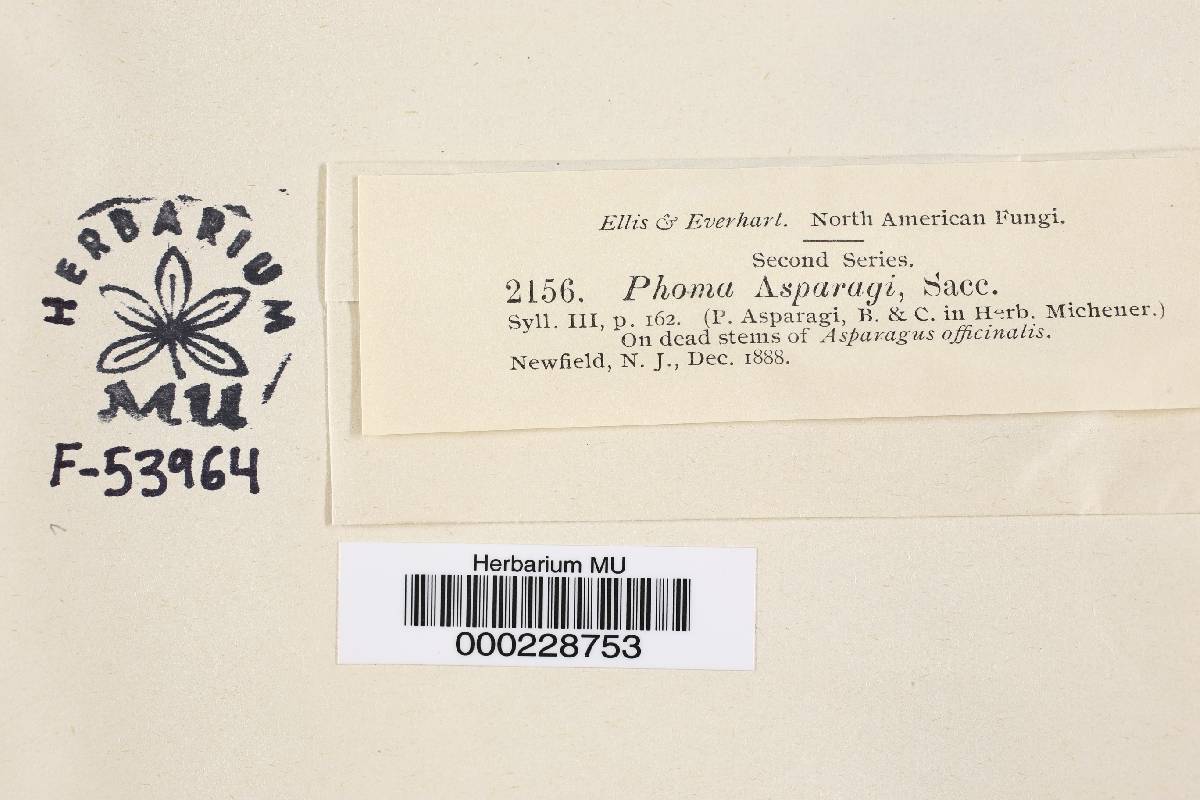 HERBARIUM
MU
F-53964
Ellis & Everhart. North American Fungi.
Second Series.
2156. Phoma Asparagi, Sacc.
Syll. III, p. 162. (P. Asparagi, B. & C. in Herb. Michener.)
On dead stems of Asparagus officinalis.
Newfield, N. J., Dec. 1888.
Herbarium MU
000228753